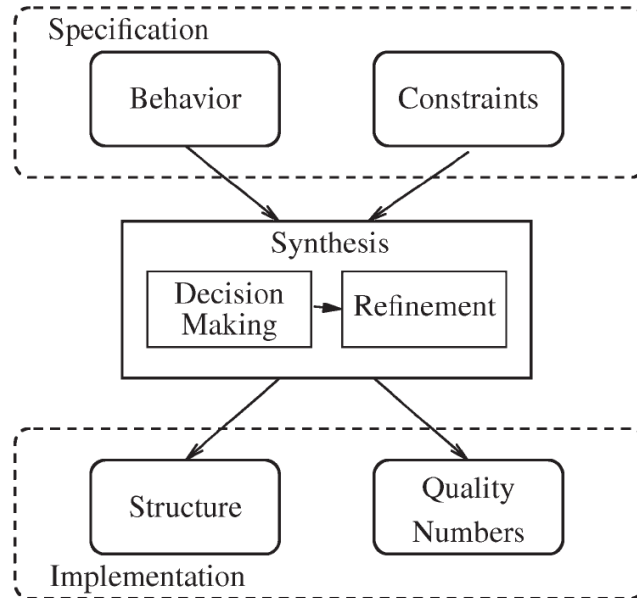 Specification
Behavior
Constraints
Synthesis
Decision
Making
Refinement
Structure
Quality
Numbers
Implementation